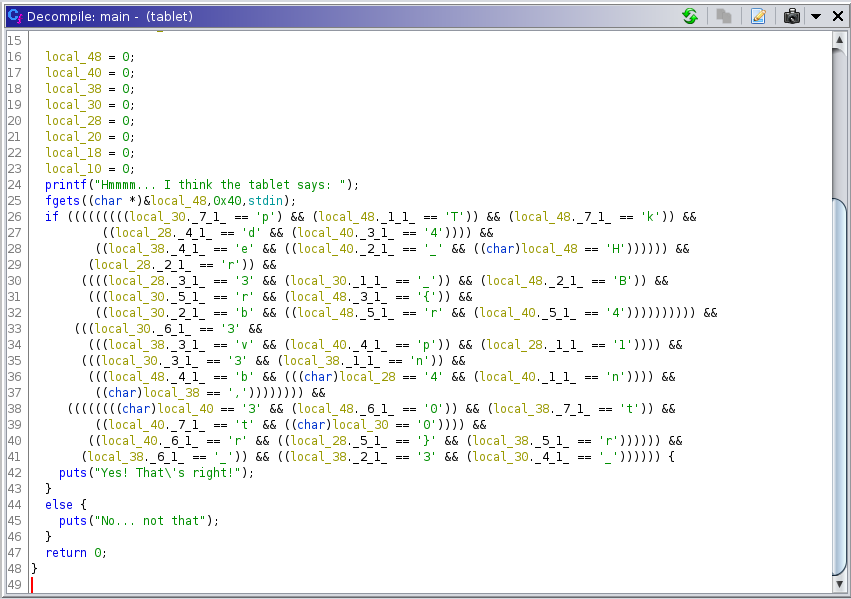 Decompile: main - (tablet)
15
16 local_48 = 0;
17 local_40 = 0;
18 local_38 = 0;
19 local_30 = 0;
20 local_28 = 0;
21 local_20 = 0;
22 local_18 = 0;
23 local_10 = 0;
24 printf("Hmmmm... I think the tablet says: ");
25 fgets((char *)&local_48,0x40,stdin);
26 if (((((((((local_30._7_1_ == 'p') && (local_48._1_1_ == 'T')) && (local_48._7_1_ == 'k')) &&
27 ((local_28._4_1_ == 'd' && (local_40._3_1_ == '4')))) &&
28 ((local_38._4_1_ == 'e' && ((local_40._2_1_ == '_' && ((char)local_48 == 'H')))))) &&
29 (local_28._2_1_ == 'r')) &&
30 ((((local_28._3_1_ == '3' && (local_30._1_1_ == '_')) && (local_48._2_1_ == 'B')) &&
31 (((local_30._5_1_ == 'r' && (local_48._3_1_ == '{')) &&
32 ((local_30._2_1_ == 'b' && ((local_48._5_1_ == 'r' && (local_40._5_1_ == '4')))))))))) &&
33 (((local_30._6_1_ == '3' &&
34 (((local_38._3_1_ == 'v' && (local_40._4_1_ == 'p')) && (local_28._1_1_ == '1')))) &&
35 (((local_30._3_1_ == '3' && (local_38._1_1_ == 'n')) &&
36 (((local_48._4_1_ == 'b' && (((char)local_28 == '4' && (local_40._1_1_ == 'n')))) &&
37 ((char)local_38 == ',')))))))) &&
38 ((((((((char)local_40 == '3' && (local_48._6_1_ == '0')) && (local_38._7_1_ == 't')) &&
39 ((local_40._7_1_ == 't' && ((char)local_30 == '0')))) &&
40 ((local_40._6_1_ == 'r' && ((local_28._5_1_ == '}' && (local_38._5_1_ == 'r')))))) &&
41 (local_38._6_1_ == '_')) && ((local_38._2_1_ == '3' && (local_30._4_1_ == '_')))))) {
42 puts("Yes! That\'s right!");
43 }
44 else {
45 puts("No... not that");
46 }
47 return 0;
48 }
49